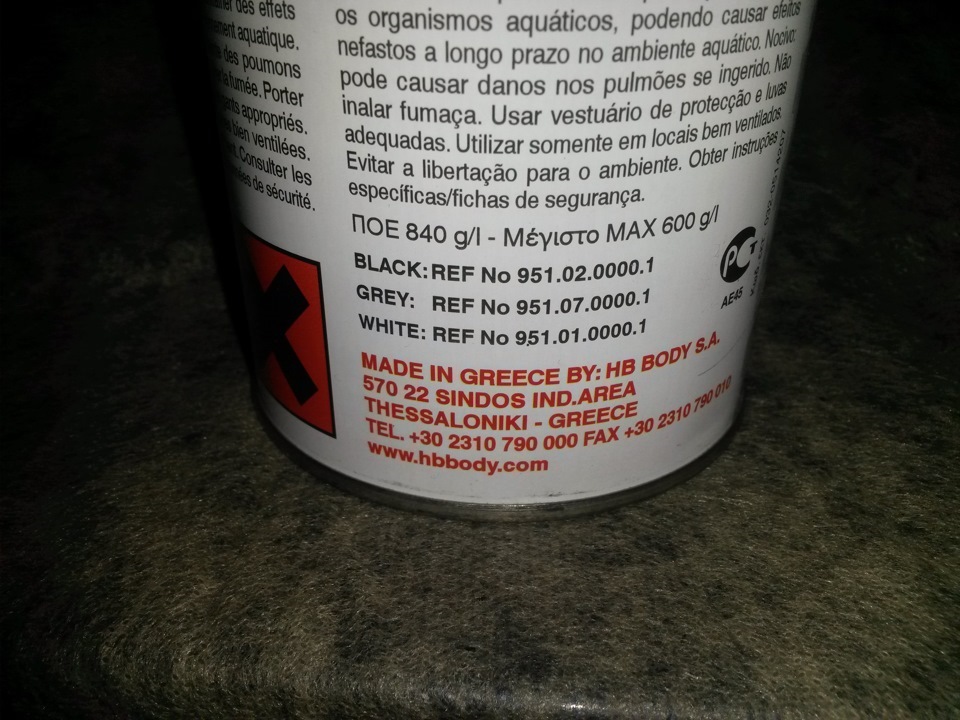 des effets
aquatique.
des poumons
fumée. Porter
appropriés.
bien ventilées.
Consulter les
de sécurité.
os organismos aquáticos, podendo causar efeitos
nefastos a longo prazo no ambiente aquático. Nocivo:
pode causar danos nos pulmões se ingerido. Não
inalar fumaça. Usar vestuário de protecção e luvas
adequadas. Utilizar somente em locais bem ventilados.
Evitar a libertação para o ambiente. Obter instruções
específicas/fichas de segurança.
ΠΟΕ 840 g/l - Μέγιστο MAX 600 g/l
BLACK: REF No 951.02.0000.1
GREY: REF No 951.07.0000.1
WHITE: REF No 951.01.0000.1
AE45
MADE IN GREECE BY: HB BODY S.A.
570 22 SINDOS IND.AREA
THESSALONIKI - GREECE
TEL. +30 2310 790 000 FAX +30 2310 790 010
www.hbbody.com